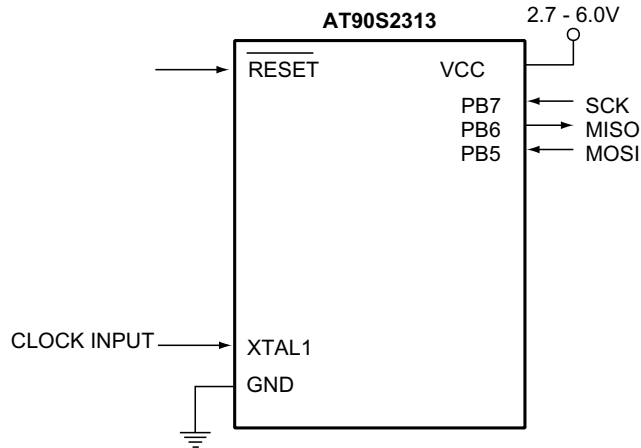 AT90S2313
2.7 - 6.0V
RESET
VCC
PB7
SCK
PB6
MISO
PB5
MOSI
CLOCK INPUT
XTAL1
GND